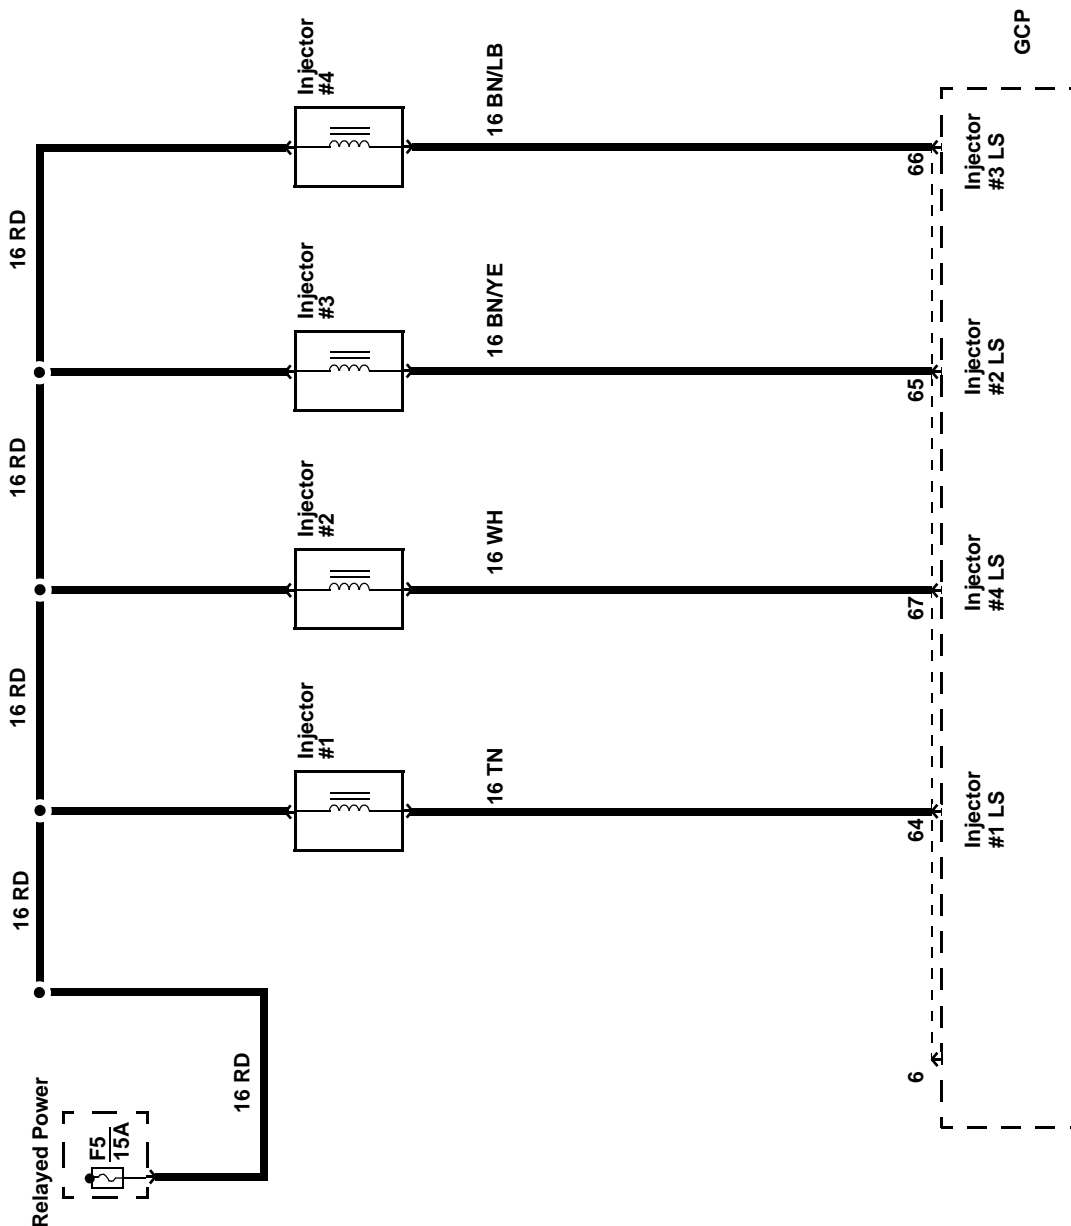 GCP
Injector
#4
16 BN/LB
66
Injector
#3 LS
16 RD
Injector
#3
16 BN/YE
65
Injector
#2 LS
16 RD
Injector
#2
16 WH
67
Injector
#4 LS
16 RD
Injector
#1
16 TN
64
Injector
#1 LS
16 RD
16 RD
6
Relayed Power
F5
15A